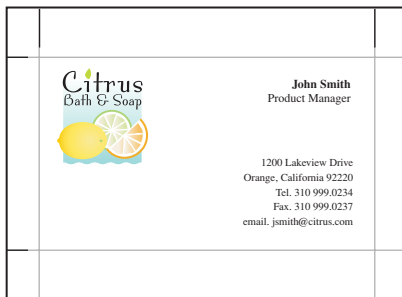 Citrus
Bath & Soap
John Smith
Product Manager
1200 Lakeview Drive
Orange, California 92220
Tel. 310 999.0234
Fax. 310 999.0237
email. jsmith@citrus.com